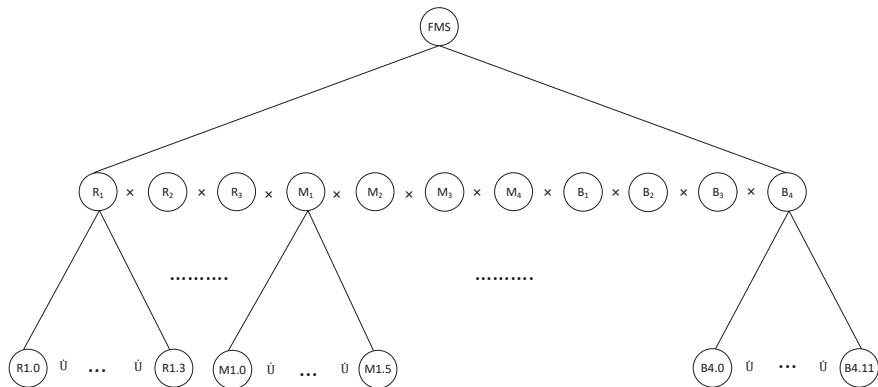 FMS
R₁ × R₂ × R₃ × M₁ × M₂ × M₃ × M₄ × B₁ × B₂ × B₃ × B₄
.......... ..........
R1.0 U̇ ... U̇ R1.3 M1.0 U̇ ... U̇ M1.5 B4.0 U̇ ... U̇ B4.11